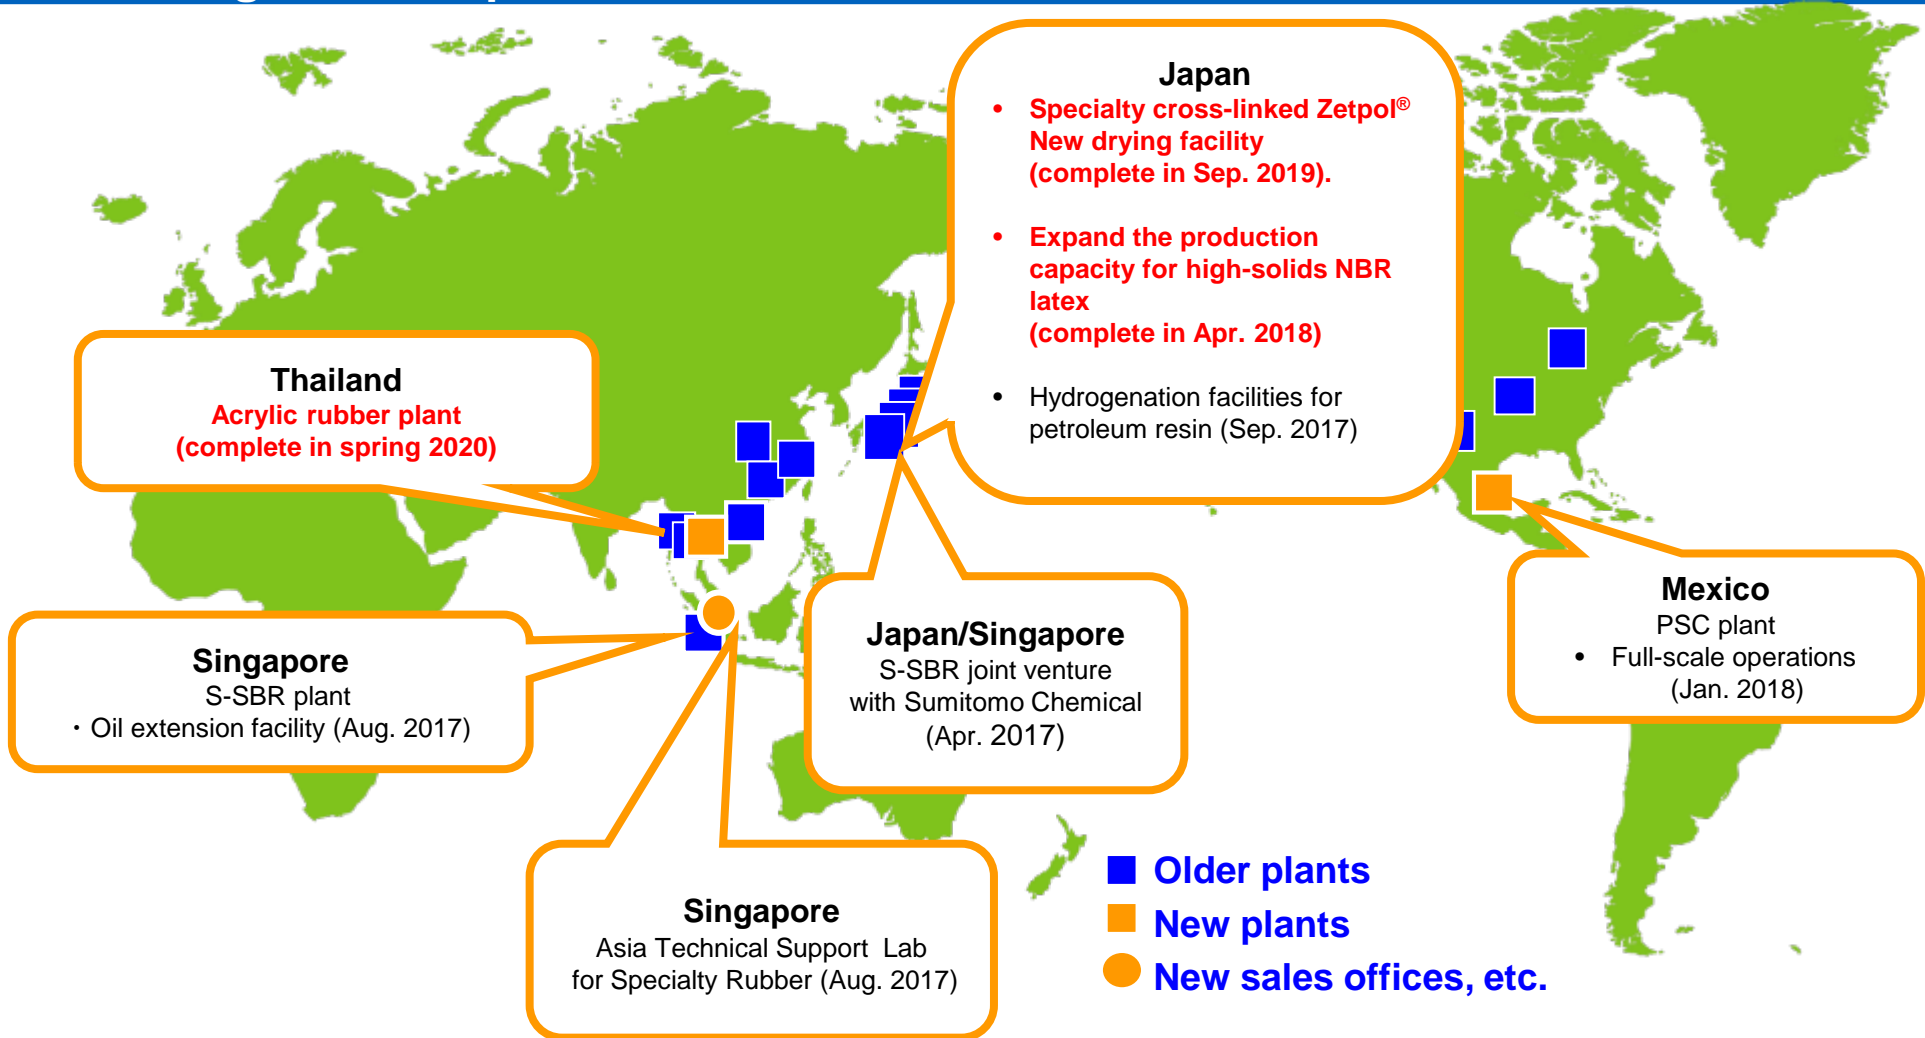 Japan
• Specialty cross-linked Zetpol®
New drying facility
(complete in Sep. 2019).
• Expand the production
capacity for high-solids NBR
latex
(complete in Apr. 2018)
• Hydrogenation facilities for
petroleum resin (Sep. 2017)
Thailand
Acrylic rubber plant
(complete in spring 2020)
Singapore
S-SBR plant
・Oil extension facility (Aug. 2017)
Japan/Singapore
S-SBR joint venture
with Sumitomo Chemical
(Apr. 2017)
Mexico
PSC plant
• Full-scale operations
(Jan. 2018)
Singapore
Asia Technical Support Lab
for Specialty Rubber (Aug. 2017)
Older plants
New plants
New sales offices, etc.